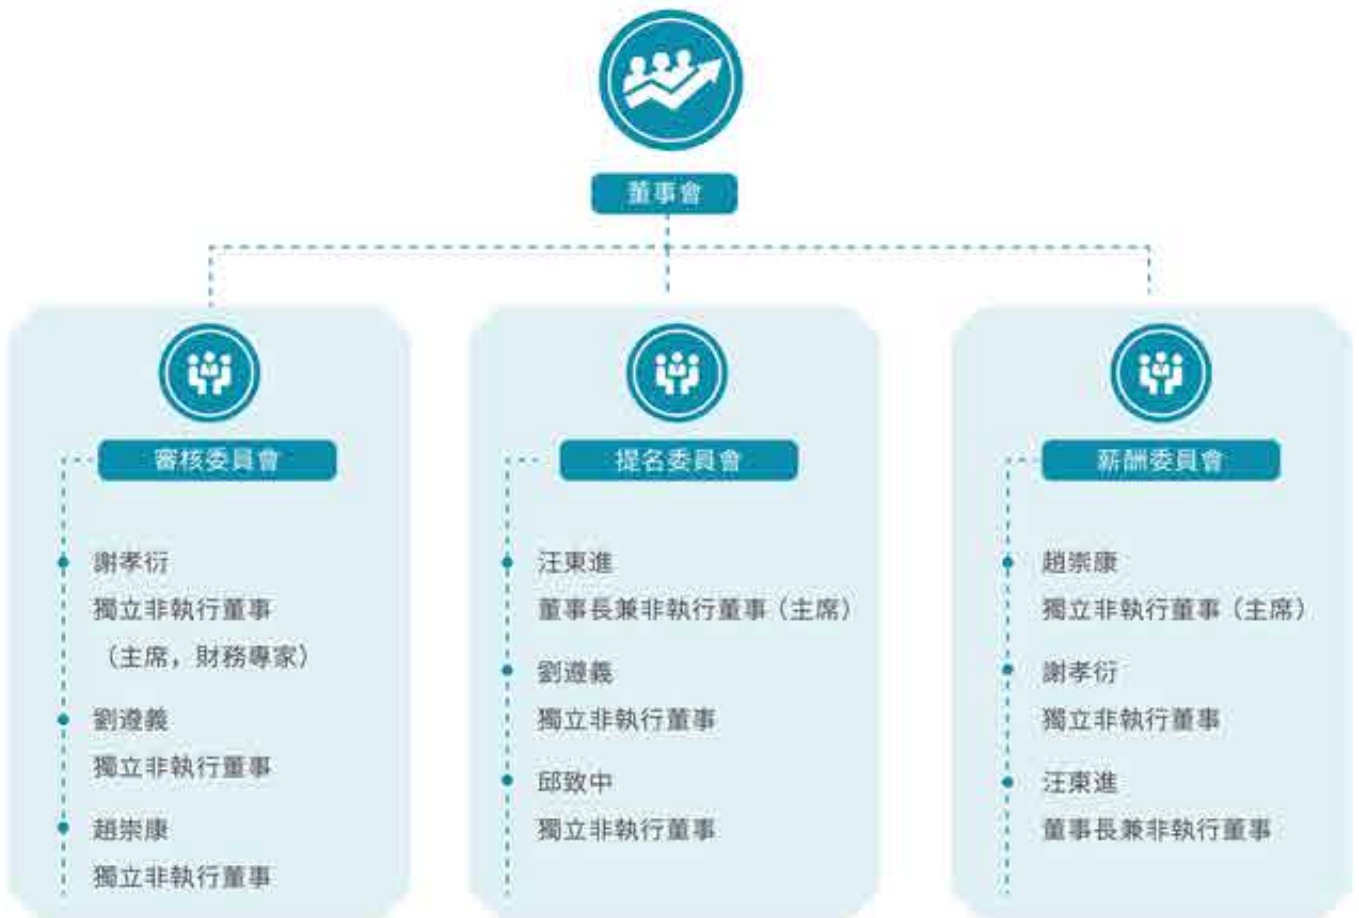 董事會
審核委員會
謝孝衍
獨立非執行董事
（主席，財務專家）
劉遵義
獨立非執行董事
趙崇康
獨立非執行董事
提名委員會
汪東進
董事長兼非執行董事（主席）
劉遵義
獨立非執行董事
邱致中
獨立非執行董事
薪酬委員會
趙崇康
獨立非執行董事（主席）
謝孝衍
獨立非執行董事
汪東進
董事長兼非執行董事